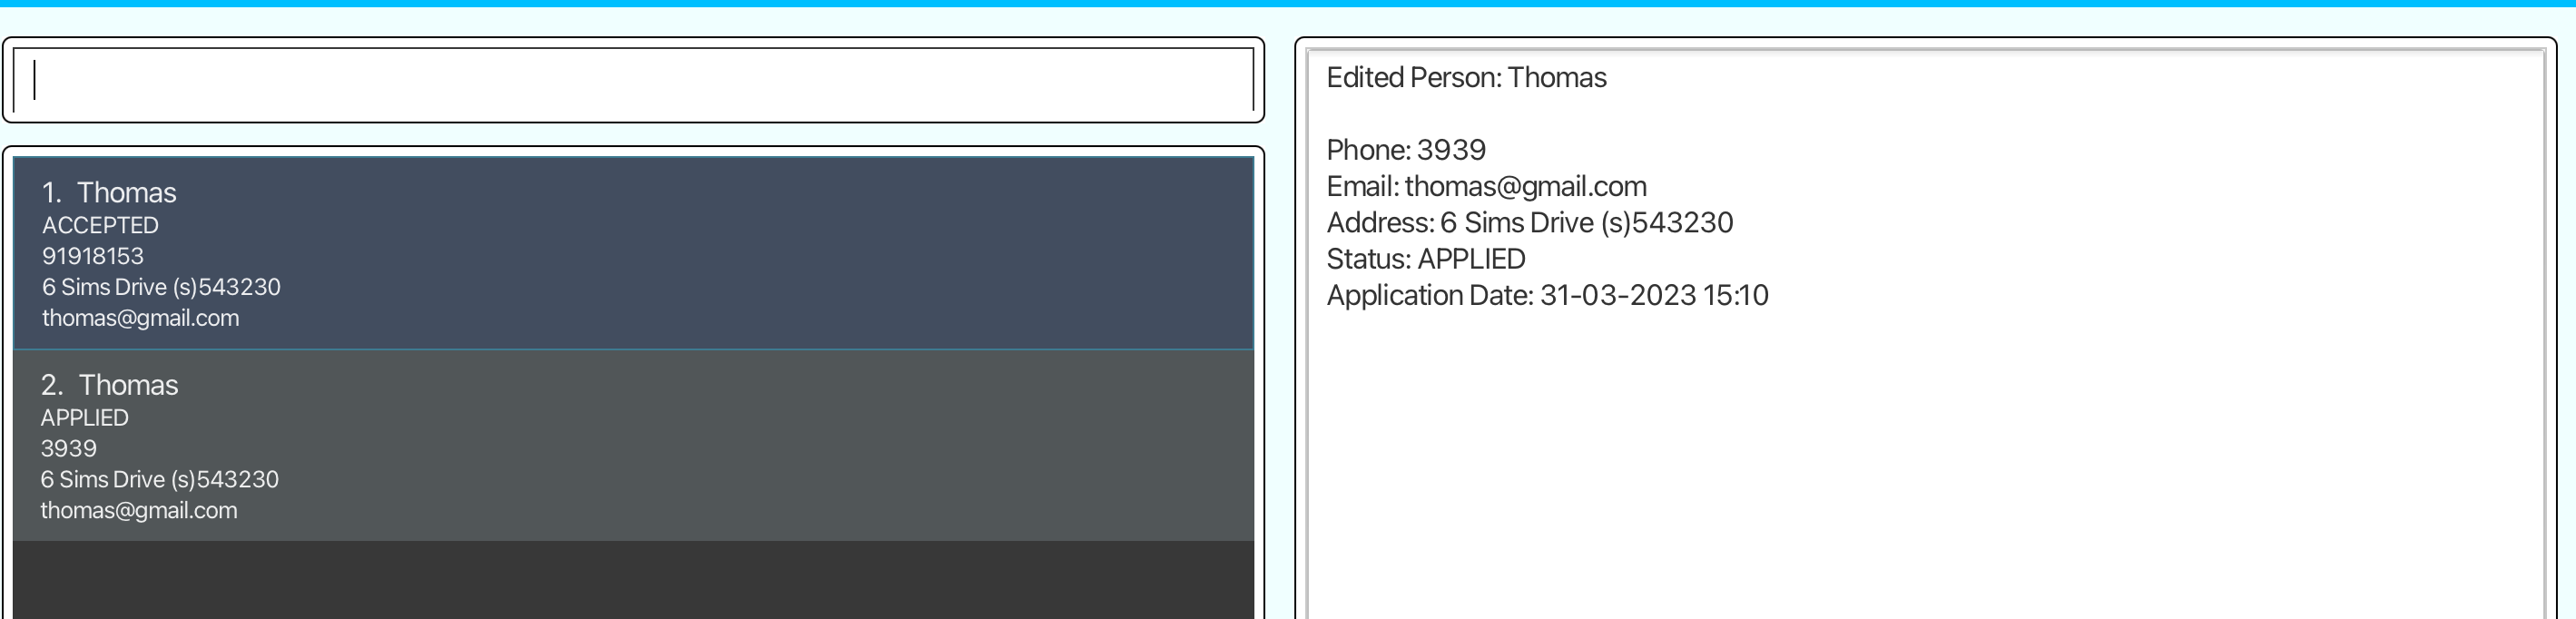 1. Thomas
ACCEPTED
91918153
6 Sims Drive (s)543230
thomas@gmail.com
2. Thomas
APPLIED
3939
6 Sims Drive (s)543230
thomas@gmail.com
Edited Person: Thomas
Phone: 3939
Email: thomas@gmail.com
Address: 6 Sims Drive (s)543230
Status: APPLIED
Application Date: 31-03-2023 15:10